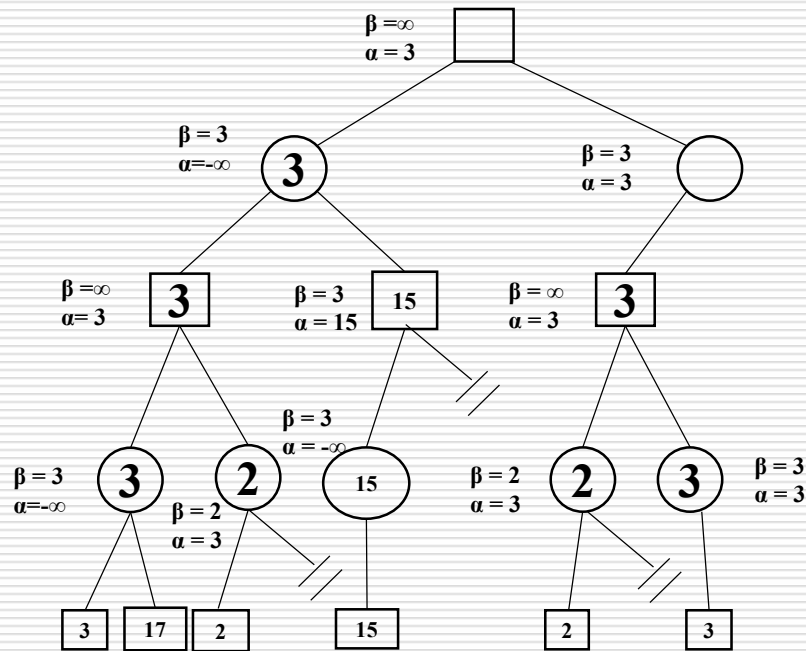 β =∞
α = 3
β = 3
α=-∞
3
β = 3
α = 3
β =∞
α= 3
3
β = 3
α = 15
15
β = ∞
α = 3
3
β = 3
α=-∞
3
β = 2
α = 3
2
β = 3
α = -∞
15
β = 2
α = 3
2
3
β = 3
α = 3
3
17
2
15
2
3